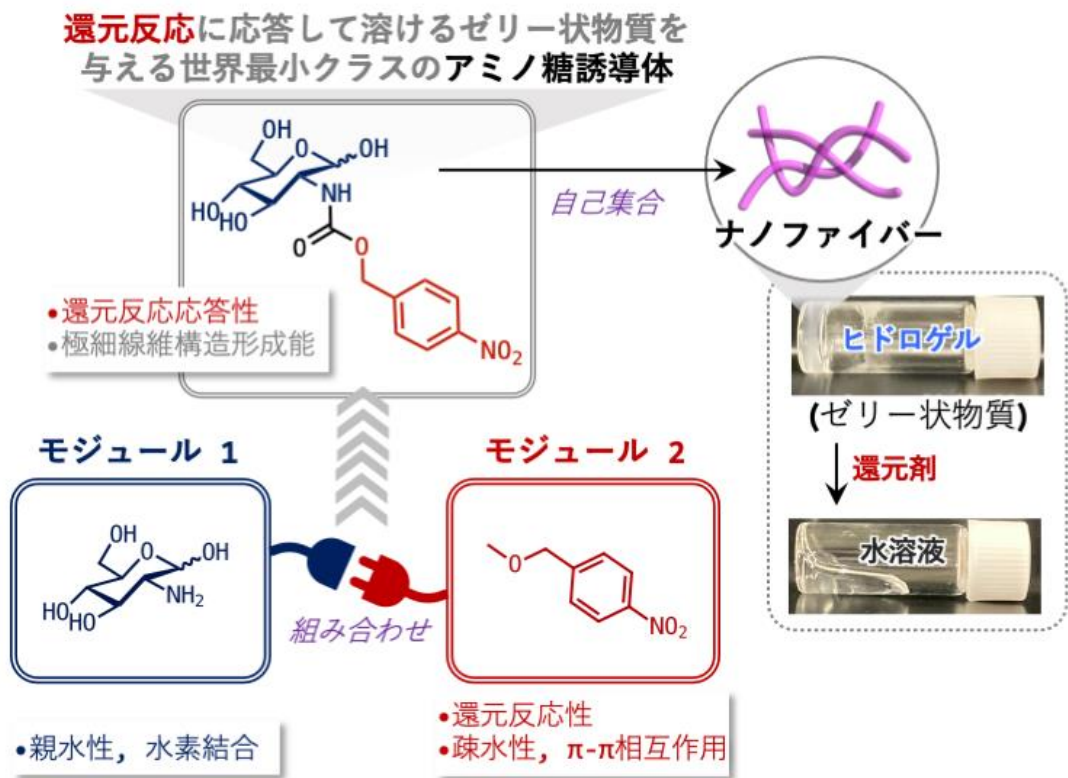 還元反応に応答して溶けるゼリー状物質を
与える世界最小クラスのアミノ糖誘導体
OH
O
OH
HO
HO
NH
O
O
NO2
自己集合
ナノファイバー
•還元反応応答性
•極細線維構造形成能
ヒドロゲル
(ゼリー状物質)
還元剤
水溶液
モジュール 1
OH
O
OH
HO
HO
NH2
組み合わせ
モジュール 2
O
NO2
•親水性, 水素結合
•還元反応性
•疎水性, π-π相互作用